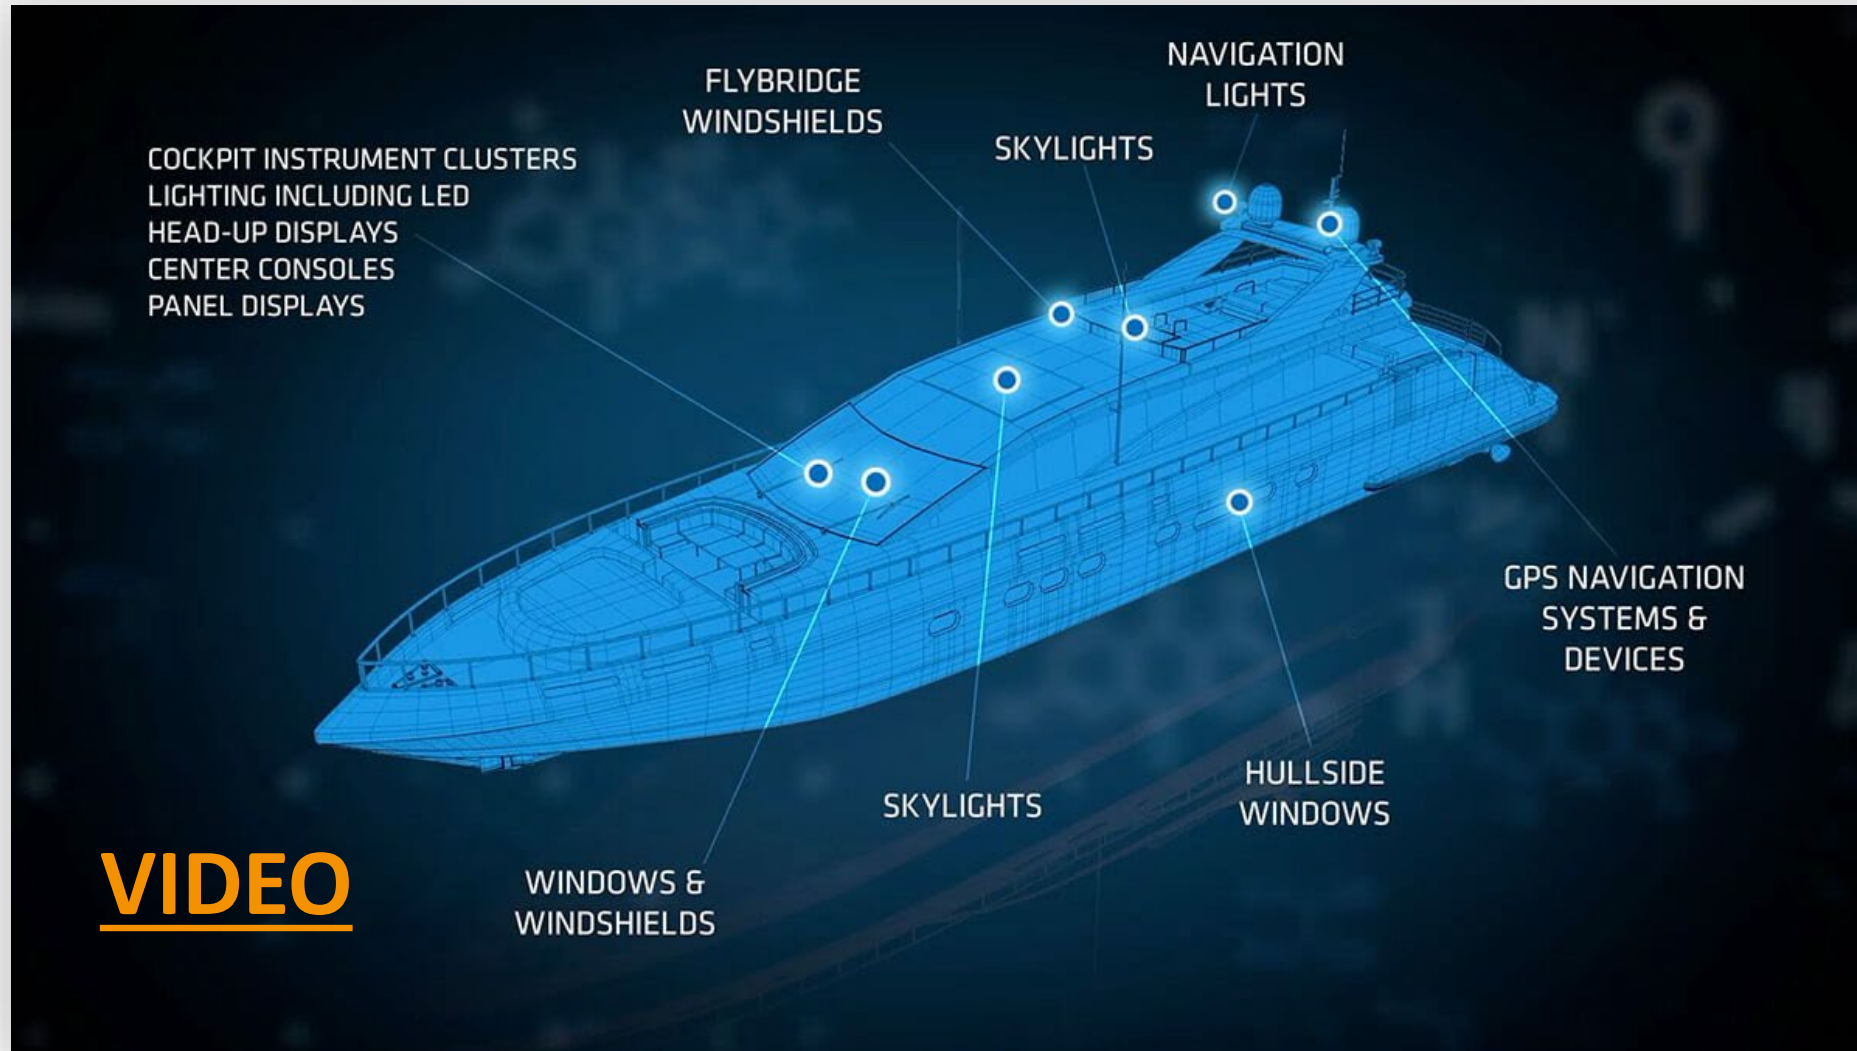 NAVIGATION
LIGHTS
FLYBRIDGE
WINDSHIELDS
SKYLIGHTS
COCKPIT INSTRUMENT CLUSTERS
LIGHTING INCLUDING LED
HEAD-UP DISPLAYS
CENTER CONSOLES
PANEL DISPLAYS
GPS NAVIGATION
SYSTEMS &
DEVICES
HULLSIDE
WINDOWS
SKYLIGHTS
WINDOWS &
WINDSHIELDS
VIDEO